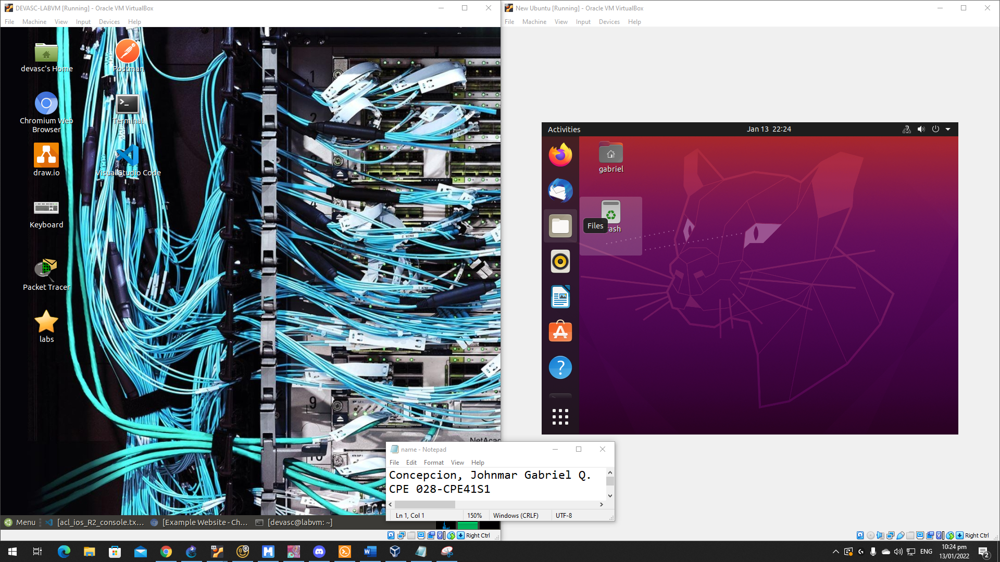 DEVASC-LABVM [Running] - Oracle VM VirtualBox
File Machine View Input Devices Help
devasc's Home
Postman
Chromium Web
Browser
Terminal
draw.io
Visual Studio Code
Keyboard
Packet Tracer
labs
1
2
9
10
NetAcad
Menu
[acl_ios_R2_console.tx...
[Example Website - Ch...
[devasc@labvm: ~]
Right Ctrl
New Ubuntu [Running] - Oracle VM VirtualBox
File Machine View Input Devices Help
Activities
Jan 13 22:24
gabriel
Files
rash
name - Notepad
File Edit Format View Help
Concepcion, Johnmar Gabriel Q.
CPE 028-CPE41S1
Ln 1, Col 1
150%
Windows (CRLF)
UTF-8
Right Ctrl
ENG
10:24 pm
13/01/2022
2